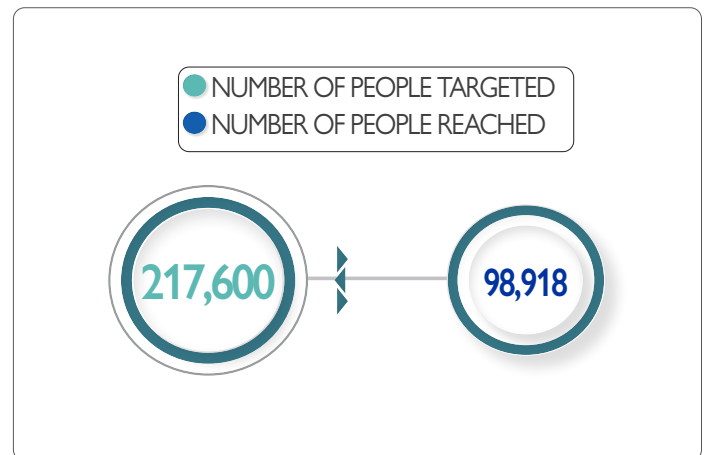 NUMBER OF PEOPLE TARGETED
NUMBER OF PEOPLE REACHED
217,600
98,918